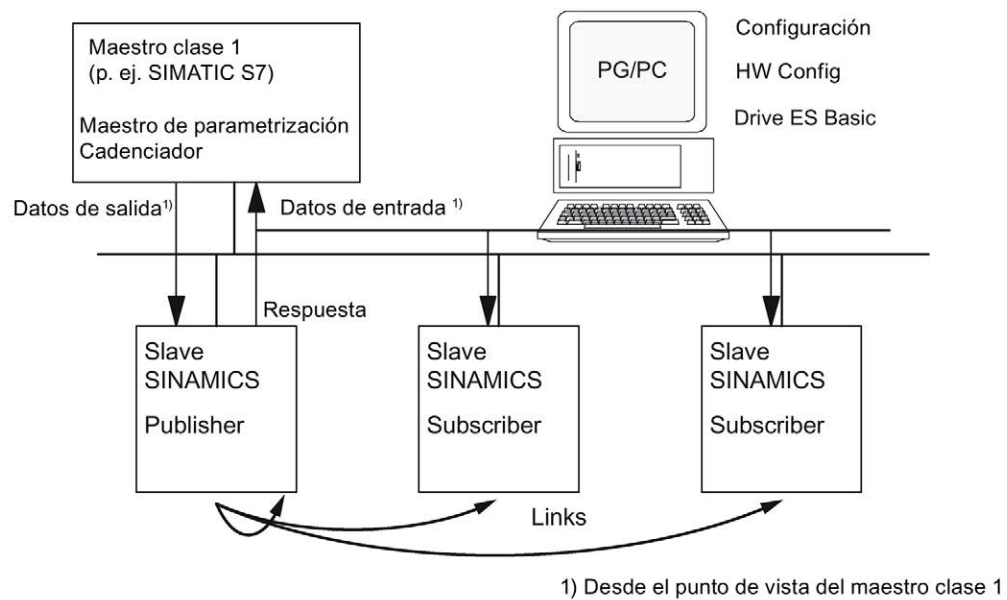 Maestro clase 1
(p. ej. SIMATIC S7)
Maestro de parametrización
Cadenciador
PG/PC
Configuración
HW Config
Drive ES Basic
Datos de salida¹⁾
Datos de entrada ¹⁾
Respuesta
Slave
SINAMICS
Publisher
Slave
SINAMICS
Subscriber
Slave
SINAMICS
Subscriber
Links
1) Desde el punto de vista del maestro clase 1